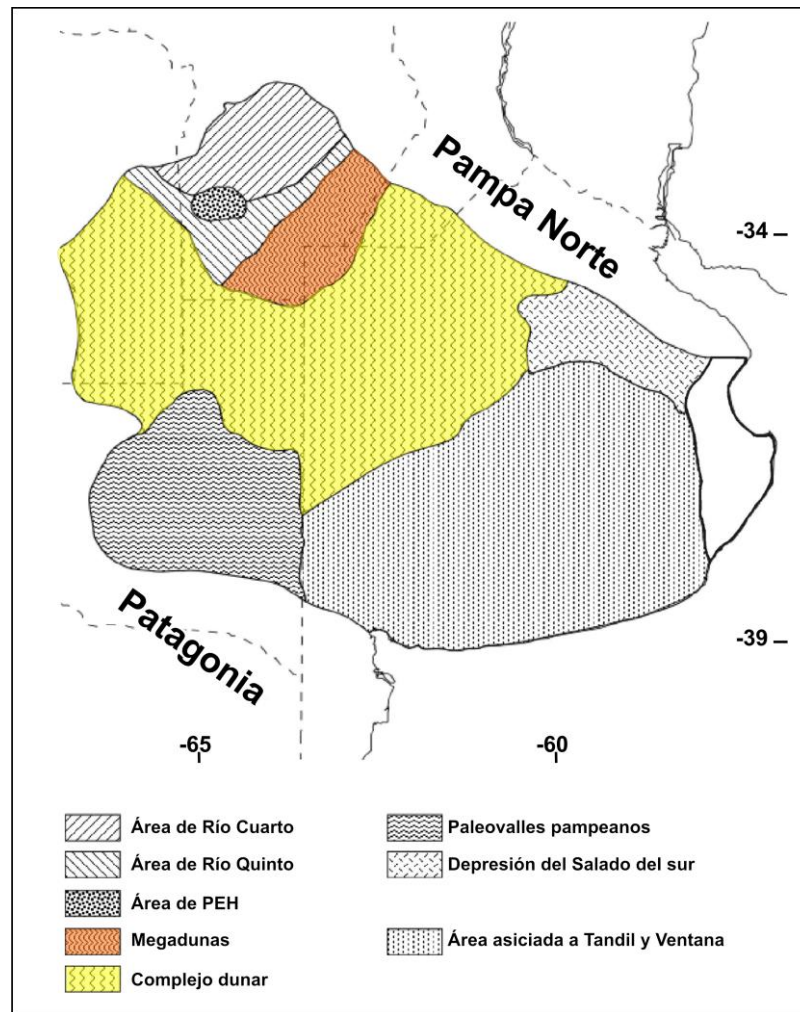 Pampa Norte
-34
Patagonia
-39
-65
-60
Área de Río Cuarto
Área de Río Quinto
Área de PEH
Megadunas
Complejo dunar
Paleovalles pampeanos
Depresión del Salado del sur
Área asiciada a Tandil y Ventana